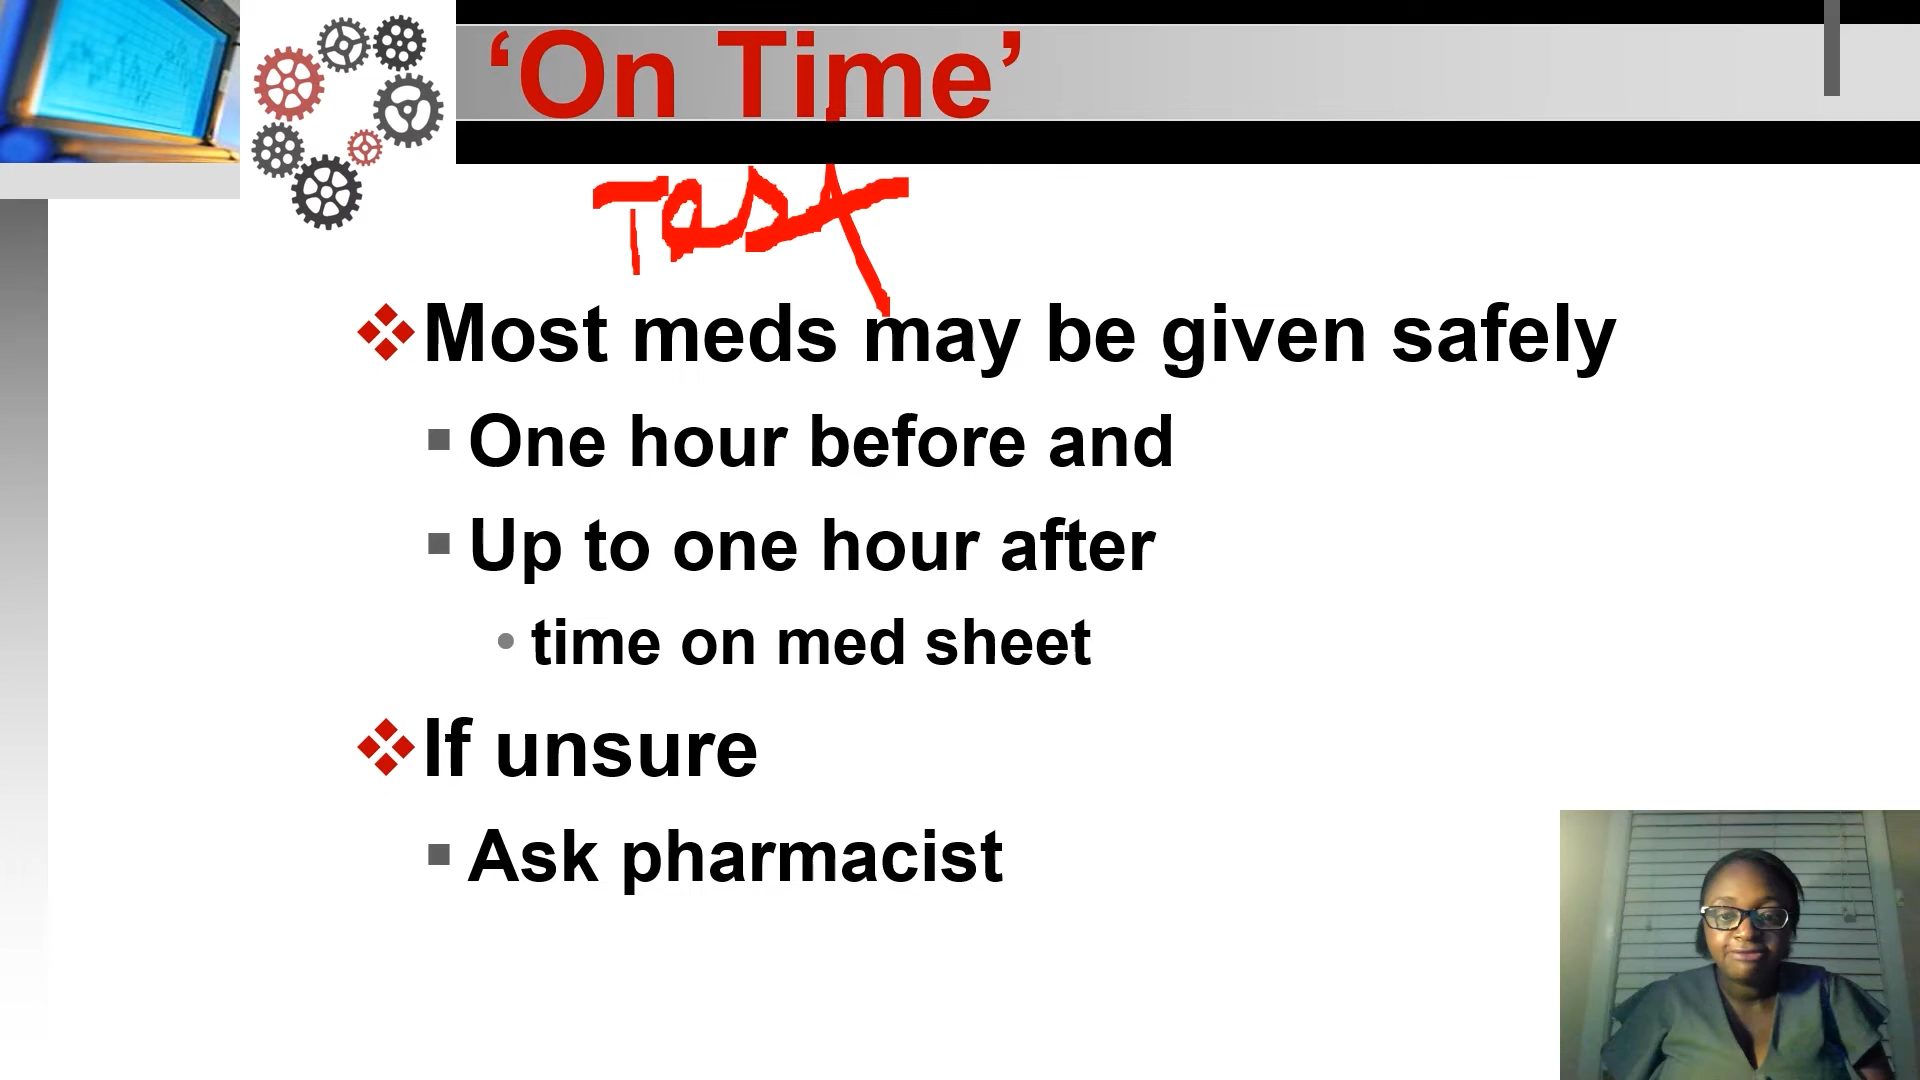 ‘On Time’
Test
Most meds may be given safely
One hour before and
Up to one hour after
time on med sheet
If unsure
Ask pharmacist